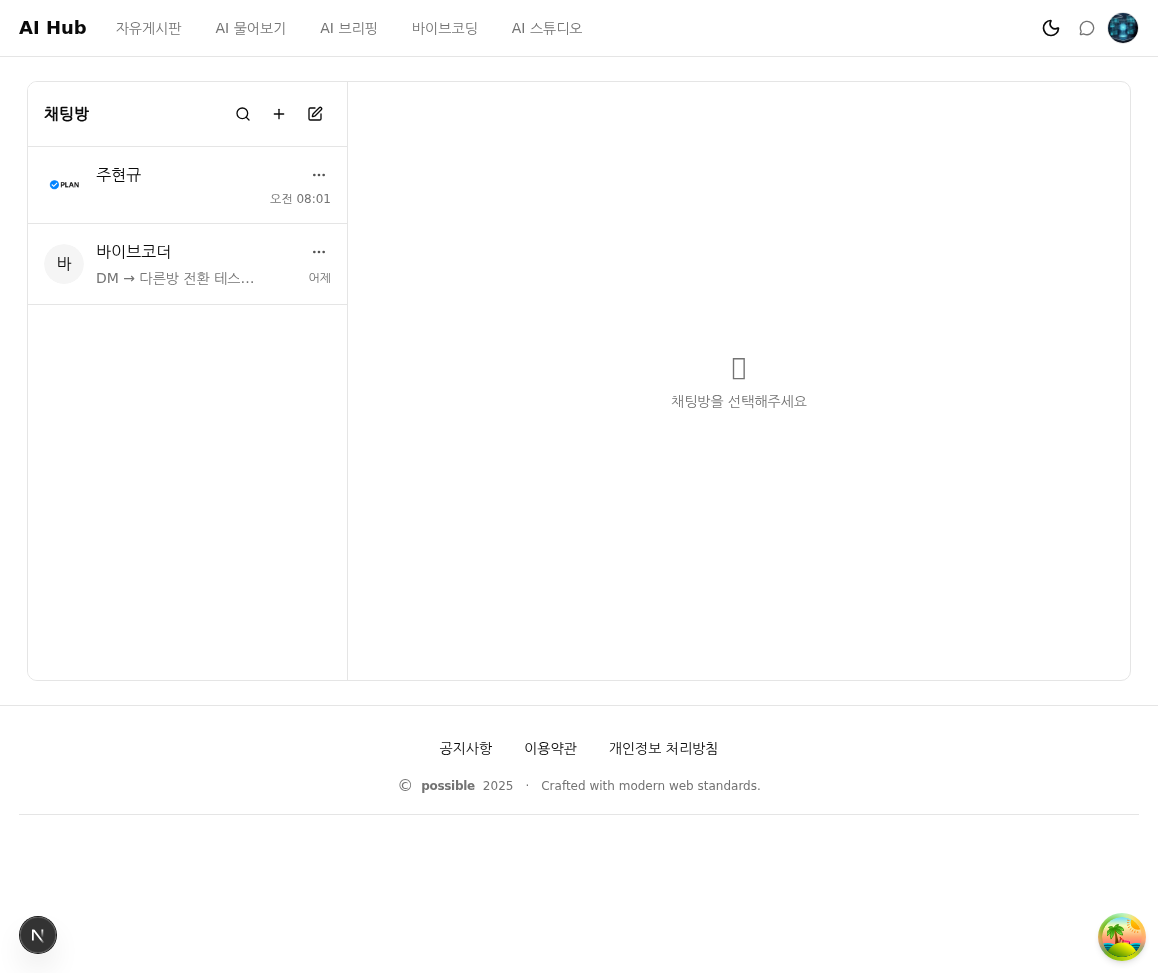 AI Hub 자유게시판 AI 물어보기 AI 브리핑 바이브코딩 AI 스튜디오
채팅방
PLAN 주현규
오전 08:01
바 바이브코더
DM → 다른방 전환 테스... 어제
채팅방을 선택해주세요
공지사항 이용약관 개인정보 처리방침
© possible 2025 · Crafted with modern web standards.
N